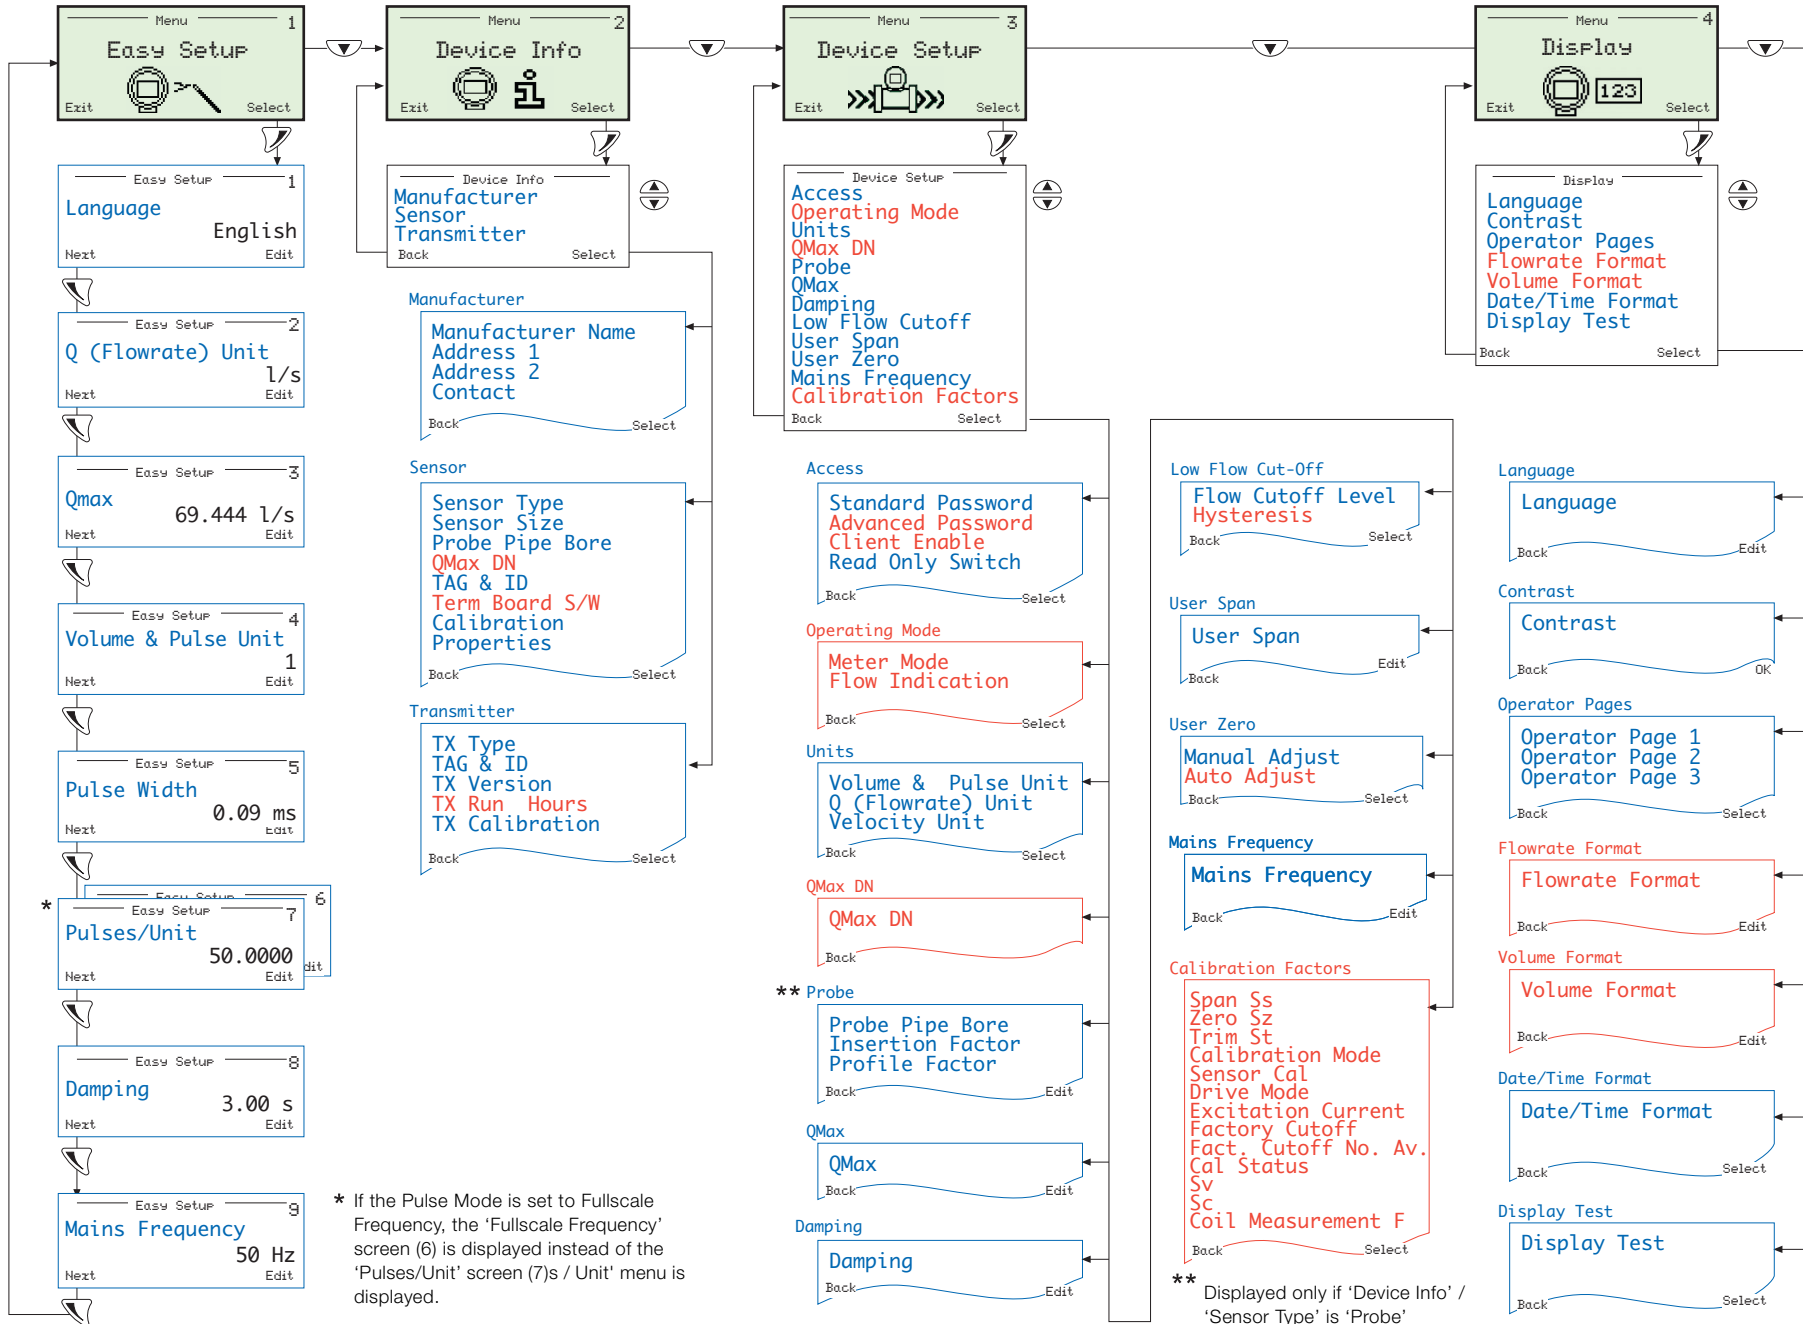 Menu 1
Easy Setup
Exit Select
Menu 2
Device Info
Exit Select
Menu 3
Device Setup
Exit Select
Menu 4
Display
123
Exit Select
Easy Setup 1
Language
English
Next Edit
Easy Setup 2
Q (Flowrate) Unit
l/s
Next Edit
Easy Setup 3
Qmax
69.444 l/s
Next Edit
Easy Setup 4
Volume & Pulse Unit
1
Next Edit
Easy Setup 5
Pulse Width
0.09 ms
Next Edit
Easy Setup 6
dit
*
Easy Setup 7
Pulses/Unit
50.0000
Next Edit
Easy Setup 8
Damping
3.00 s
Next Edit
Easy Setup 9
Mains Frequency
50 Hz
Next Edit
Device Info
Manufacturer
Sensor
Transmitter
Back Select
Manufacturer
Manufacturer Name
Address 1
Address 2
Contact
Back Select
Sensor
Sensor Type
Sensor Size
Probe Pipe Bore
QMax DN
TAG & ID
Term Board S/W
Calibration
Properties
Back Select
Transmitter
TX Type
TAG & ID
TX Version
TX Run Hours
TX Calibration
Back Select
* If the Pulse Mode is set to Fullscale
Frequency, the ‘Fullscale Frequency’
screen (6) is displayed instead of the
‘Pulses/Unit’ screen (7)s / Unit' menu is
displayed.
Device Setup
Access
Operating Mode
Units
QMax DN
Probe
QMax
Damping
Low Flow Cutoff
User Span
User Zero
Mains Frequency
Calibration Factors
Back Select
Access
Standard Password
Advanced Password
Client Enable
Read Only Switch
Back Select
Operating Mode
Meter Mode
Flow Indication
Back Select
Units
Volume & Pulse Unit
Q (Flowrate) Unit
Velocity Unit
Back Select
QMax DN
QMax DN
Back
** Probe
Probe Pipe Bore
Insertion Factor
Profile Factor
Back Edit
QMax
QMax
Back Edit
Damping
Damping
Back Edit
Low Flow Cut-Off
Flow Cutoff Level
Hysteresis
Back Select
User Span
User Span
Edit
Back
User Zero
Manual Adjust
Auto Adjust
Back Select
Mains Frequency
Mains Frequency
Back Edit
Calibration Factors
Span Ss
Zero Sz
Trim St
Calibration Mode
Sensor Cal
Drive Mode
Excitation Current
Factory Cutoff
Fact. Cutoff No. Av.
Cal Status
Sv
Sc
Coil Measurement F
Back Select
** Displayed only if ‘Device Info’ /
‘Sensor Type’ is ‘Probe’
Display
Language
Contrast
Operator Pages
Flowrate Format
Volume Format
Date/Time Format
Display Test
Back Select
Language
Language
Back Edit
Contrast
Contrast
Back OK
Operator Pages
Operator Page 1
Operator Page 2
Operator Page 3
Back Select
Flowrate Format
Flowrate Format
Back Edit
Volume Format
Volume Format
Back Edit
Date/Time Format
Date/Time Format
Back Select
Display Test
Display Test
Back Select